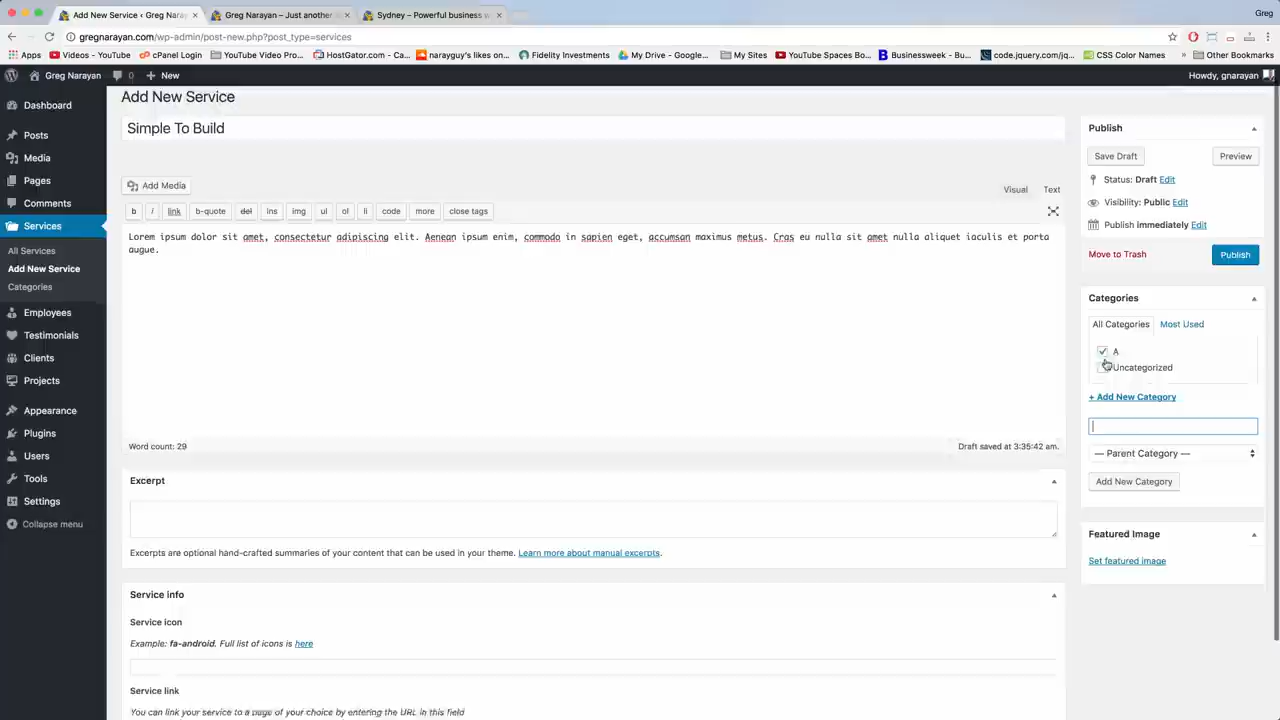 Add New Service ‹ Greg Naray
Greg Narayan – Just another
Sydney – Powerful business w
Greg
gregnarayan.com/wp-admin/post-new.php?post_type=services
Apps
Videos - YouTube
cPanel Login
YouTube Video Pro...
HostGator.com - Ca...
narayguy's likes on...
Fidelity Investments
My Drive - Google...
My Sites
YouTube Spaces Bo...
Businessweek - Bu...
code.jquery.com/jq...
CSS Color Names
»
Other Bookmarks
Greg Narayan
0
+ New
Howdy, gnarayan
Dashboard
Posts
Media
Pages
Comments
Services
All Services
Add New Service
Categories
Employees
Testimonials
Clients
Projects
Appearance
Plugins
Users
Tools
Settings
Collapse menu
Add New Service
Simple To Build
Add Media
Visual
Text
b
i
link
b-quote
del
ins
img
ul
ol
li
code
more
close tags
Lorem ipsum dolor sit amet, consectetur adipiscing elit. Aenean ipsum enim, commodo in sapien eget, accumsan maximus metus. Cras eu nulla sit amet nulla aliquet iaculis et porta
augue.
Word count: 29
Draft saved at 3:35:42 am.
Excerpt
Excerpts are optional hand-crafted summaries of your content that can be used in your theme. Learn more about manual excerpts.
Service info
Service icon
Example: fa-android. Full list of icons is here
Service link
You can link your service to a page of your choice by entering the URL in this field
Publish
Save Draft
Preview
Status: Draft Edit
Visibility: Public Edit
Publish immediately Edit
Move to Trash
Publish
Categories
All Categories
Most Used
A
Uncategorized
+ Add New Category
— Parent Category —
Add New Category
Featured Image
Set featured image